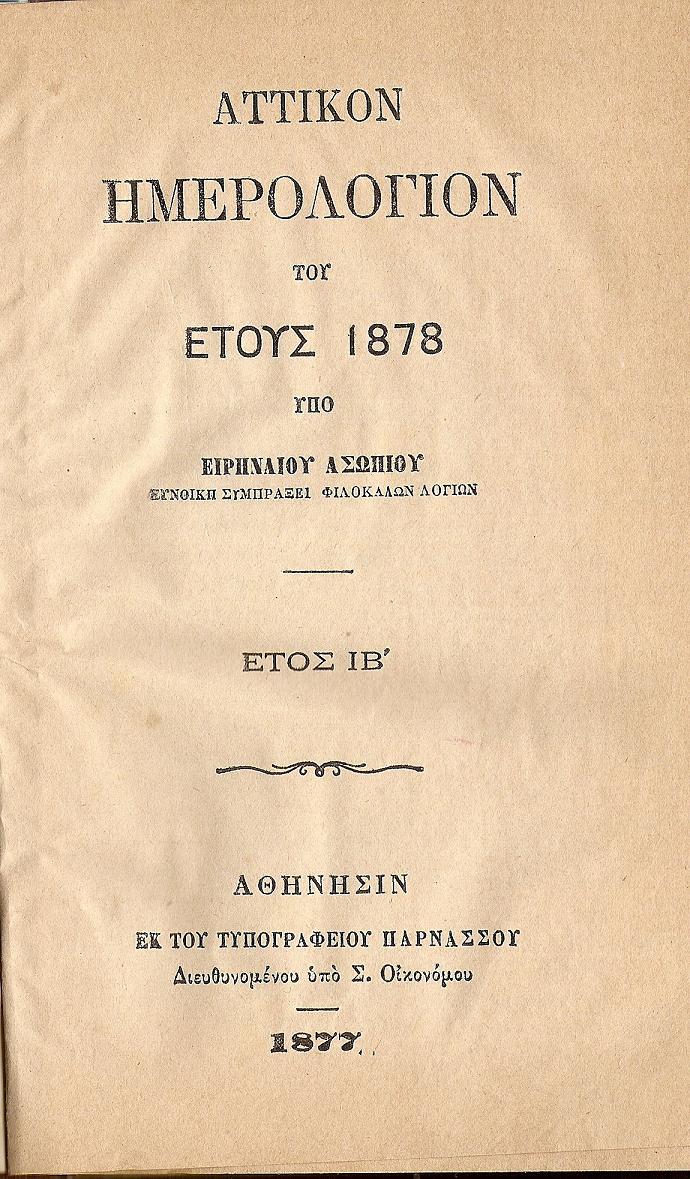 ΑΤΤΙΚΟΝ
ΗΜΕΡΟΛΟΓΙΟΝ
ΤΟΥ
ΕΤΟΥΣ 1878
ΥΠΟ
ΕΙΡΗΝΑΙΟΥ ΑΣΩΠΙΟΥ
ΕΥΝΟΙΚΗ ΣΥΜΠΡΑΞΕΙ ΦΙΛΟΚΑΛΩΝ ΛΟΓΙΩΝ
ΕΤΟΣ ΙΒ'
ΑΘΗΝΗΣΙΝ
ΕΚ ΤΟΥ ΤΥΠΟΓΡΑΦΕΙΟΥ ΠΑΡΝΑΣΣΟΥ
Διευθυνομένου ὑπὸ Σ. Οἰκονόμου
1877